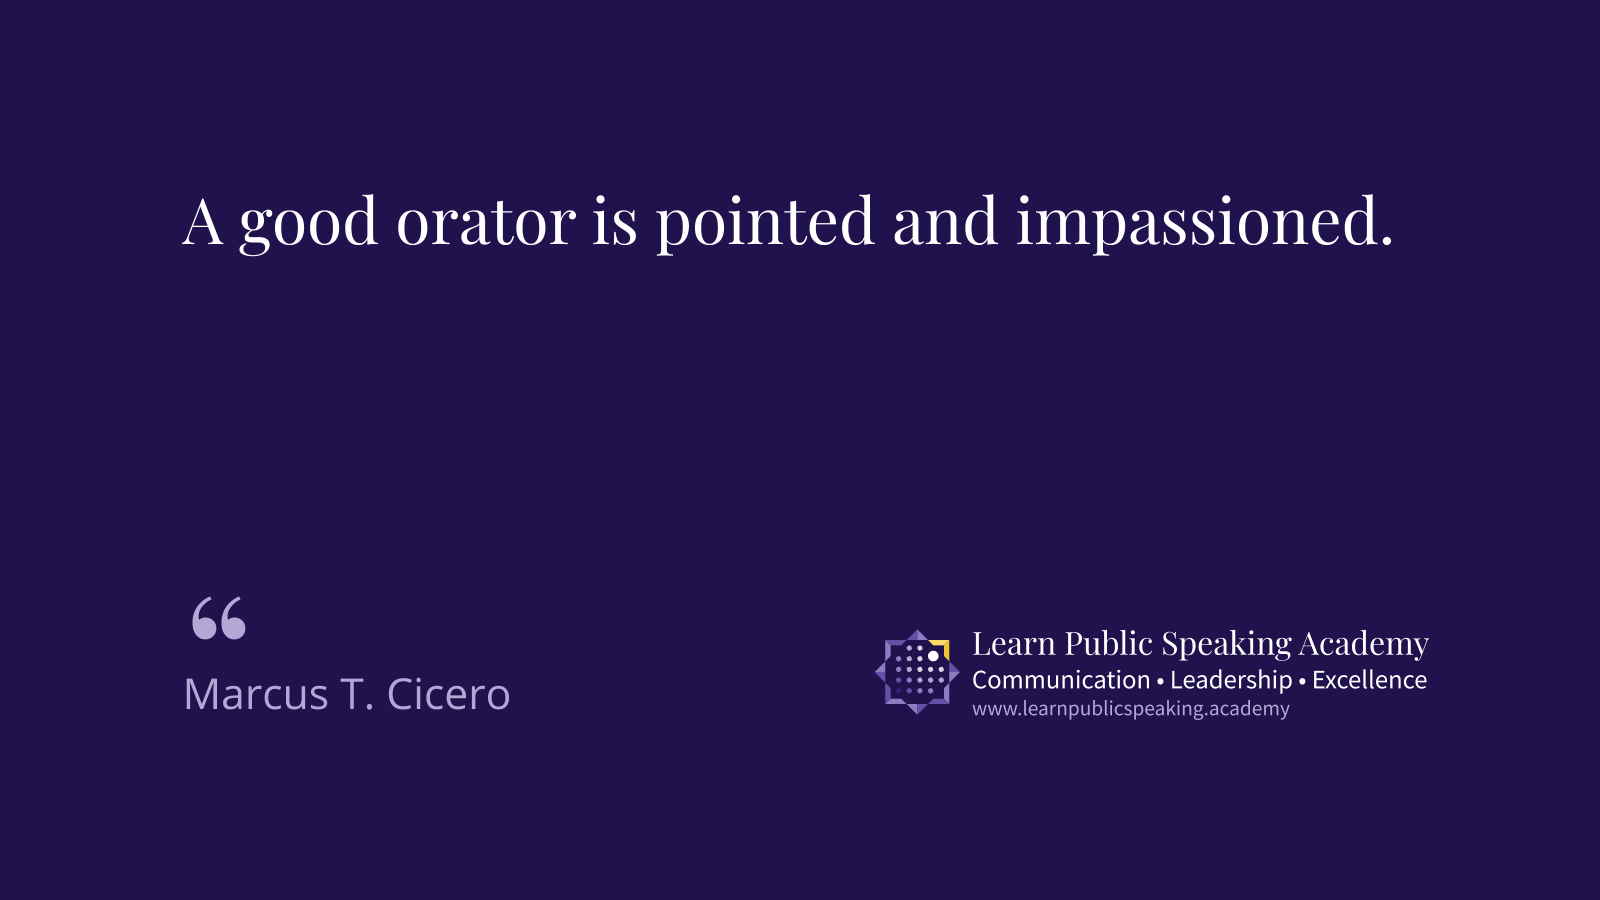 A good orator is pointed and impassioned.
“
Marcus T. Cicero
Learn Public Speaking Academy
Communication • Leadership • Excellence
www.learnpublicspeaking.academy